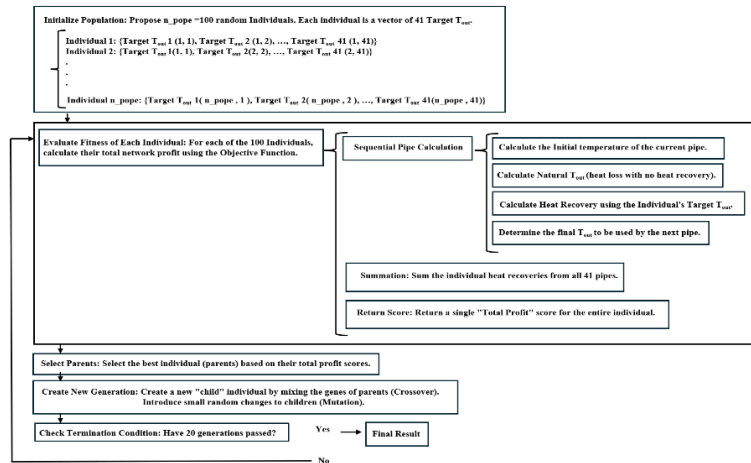 Initialize Population: Propose n_pope =100 random Individuals. Each individual is a vector of 41 Target Tout.
Individual 1: {Target Tout 1 (1, 1), Target Tout 2 (1, 2), …, Target Tout 41 (1, 41)}
Individual 2: {Target Tout 1(1, 1), Target Tout 2(2, 2), …, Target Tout 41 (2, 41)}
.
.
.
Individual n_pope: {Target Tout 1( n_pope , 1 ), Target Tout 2( n_pope , 2 ), …, Target Tout 41(n_pope , 41)}
Evaluate Fitness of Each Individual: For each of the 100 Individuals,
calculate their total network profit using the Objective Function.
Sequential Pipe Calculation
Calculate the Initial temperature of the current pipe.
Calculate Natural Tout (heat loss with no heat recovery).
Calculate Heat Recovery using the Individual's Target Tout.
Determine the final Tout to be used by the next pipe.
Summation: Sum the individual heat recoveries from all 41 pipes.
Return Score: Return a single "Total Profit" score for the entire individual.
Select Parents: Select the best individual (parents) based on their total profit scores.
Create New Generation: Create a new "child" individual by mixing the genes of parents (Crossover).
Introduce small random changes to children (Mutation).
Check Termination Condition: Have 20 generations passed?
Yes
Final Result
No